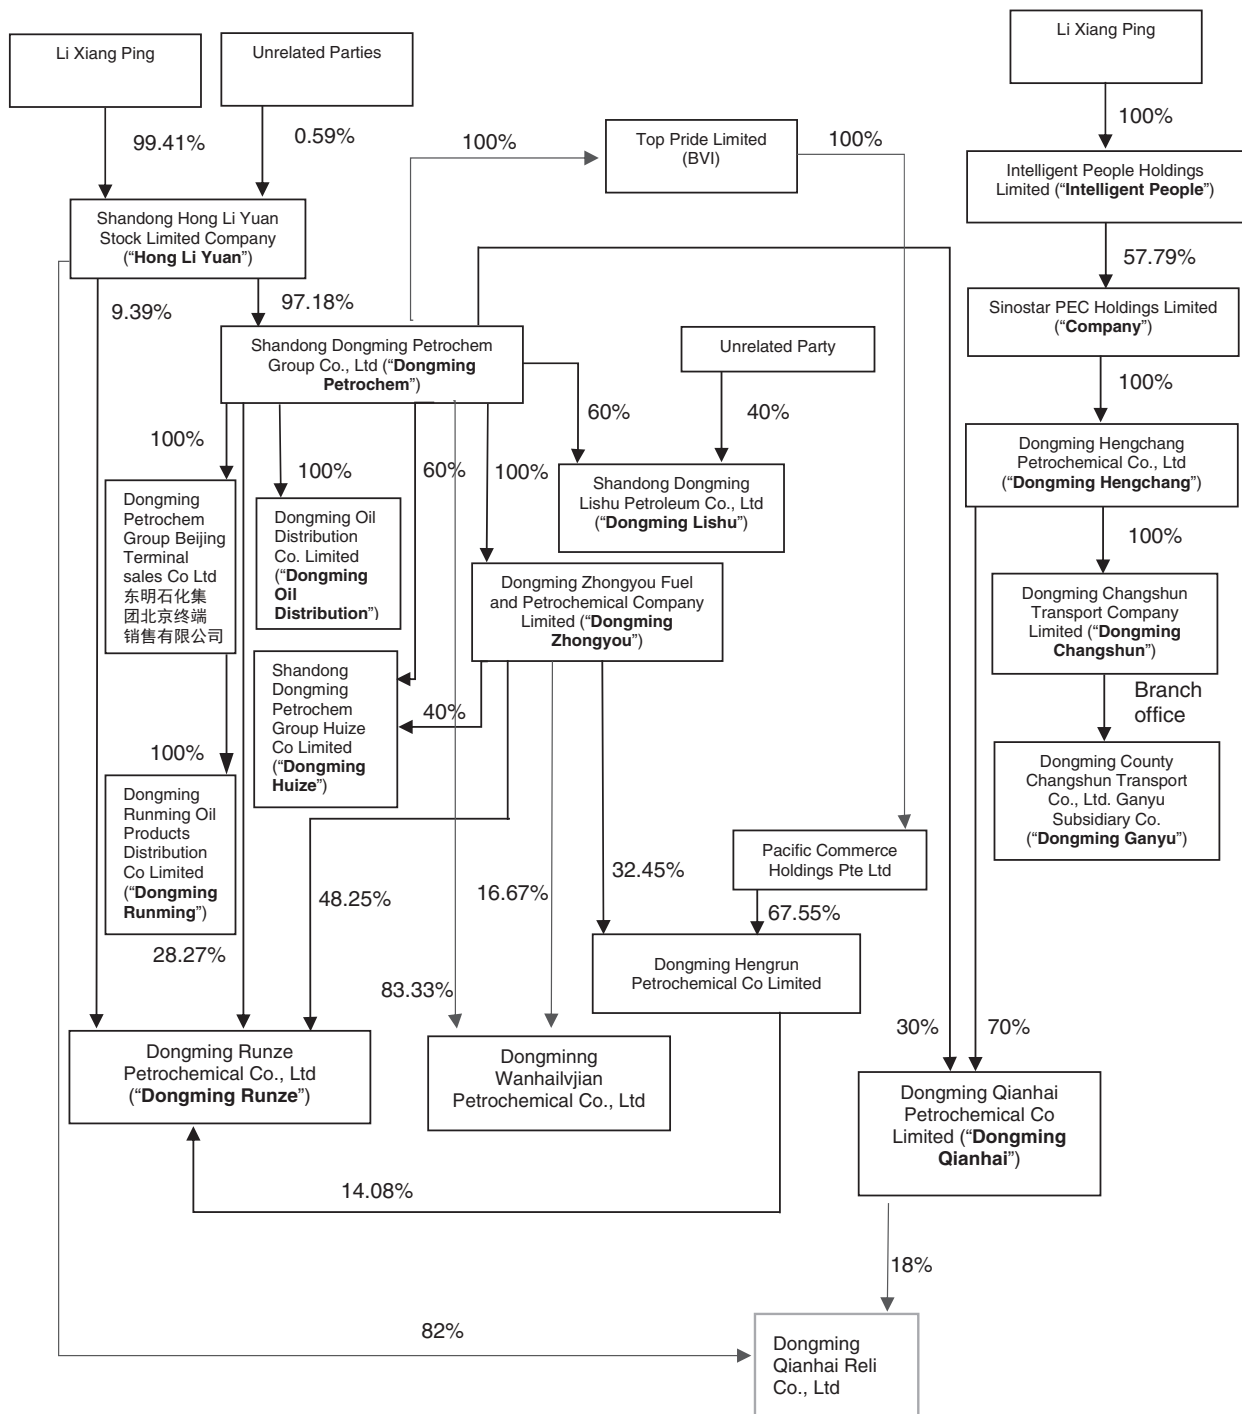 Li Xiang Ping
Unrelated Parties
Li Xiang Ping
99.41%
0.59%
100%
Top Pride Limited
(BVI)
100%
100%
Intelligent People Holdings
Limited (“Intelligent People”)
Shandong Hong Li Yuan
Stock Limited Company
(“Hong Li Yuan”)
57.79%
9.39%
97.18%
Sinostar PEC Holdings Limited
(“Company”)
Shandong Dongming Petrochem
Group Co., Ltd (“Dongming
Petrochem”)
Unrelated Party
100%
60%
40%
100%
100%
60%
100%
Dongming Hengchang
Petrochemical Co., Ltd
(“Dongming Hengchang”)
Dongming
Petrochem
Group Beijing
Terminal
sales Co Ltd
东明石化集
团北京终端
销售有限公司
Dongming Oil
Distribution
Co. Limited
(“Dongming
Oil
Distribution”)
Shandong Dongming
Lishu Petroleum Co., Ltd
(“Dongming Lishu”)
100%
Dongming Zhongyou Fuel
and Petrochemical Company
Limited (“Dongming
Zhongyou”)
Dongming Changshun
Transport Company
Limited (“Dongming
Changshun”)
Shandong
Dongming
Petrochem
Group Huize
Co Limited
(“Dongming
Huize”)
40%
Branch
office
100%
Dongming
Runming Oil
Products
Distribution
Co Limited
(“Dongming
Running”)
Dongming County
Changshun Transport
Co., Ltd. Ganyu
Subsidiary Co.
(“Dongming Ganyu”)
Pacific Commerce
Holdings Pte Ltd
48.25%
16.67%
32.45%
67.55%
28.27%
83.33%
Dongming Hengrun
Petrochemical Co Limited
30%
70%
Dongming Runze
Petrochemical Co., Ltd
(“Dongming Runze”)
Dongminng
Wanhailvjian
Petrochemical Co., Ltd
Dongming Qianhai
Petrochemical Co
Limited (“Dongming
Qianhai”)
14.08%
18%
82%
Dongming
Qianhai Reli
Co., Ltd